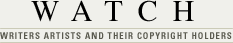 WATCH
WRITERS ARTISTS AND THEIR COPYRIGHT HOLDERS